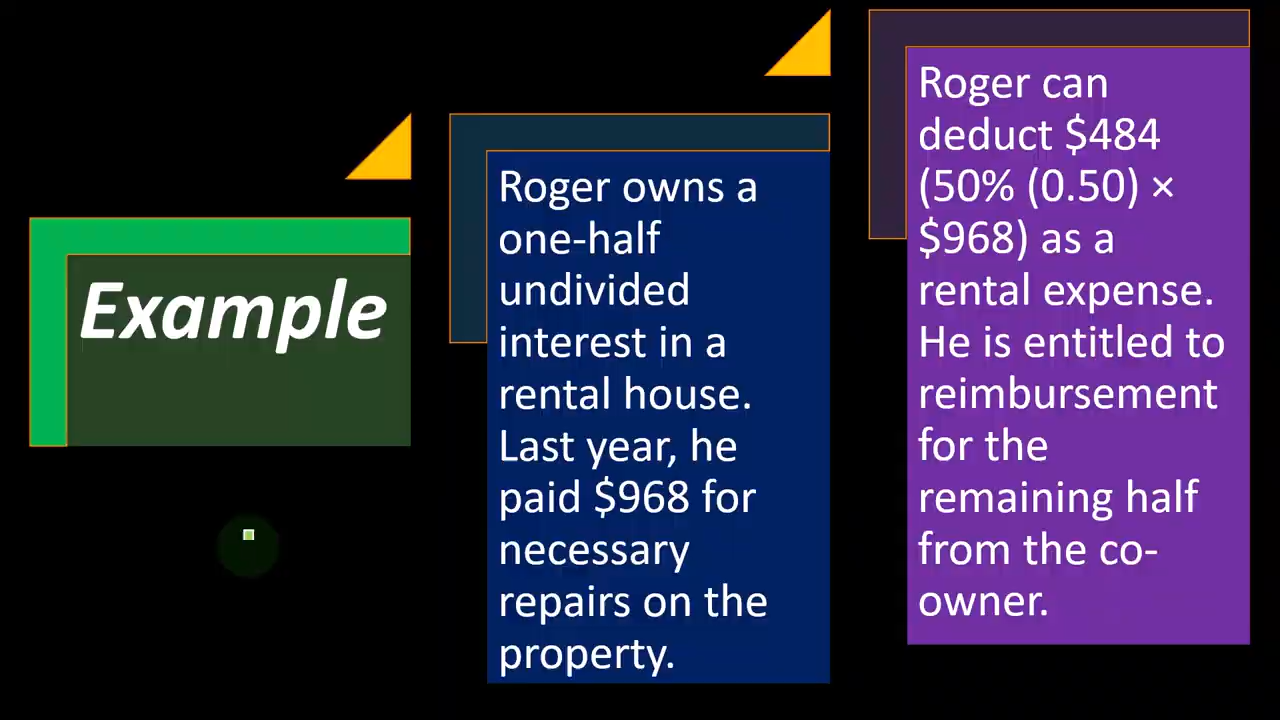 Example
Roger owns a
one-half
undivided
interest in a
rental house.
Last year, he
paid $968 for
necessary
repairs on the
property.
Roger can
deduct $484
(50% (0.50) ×
$968) as a
rental expense.
He is entitled to
reimbursement
for the
remaining half
from the co-
owner.